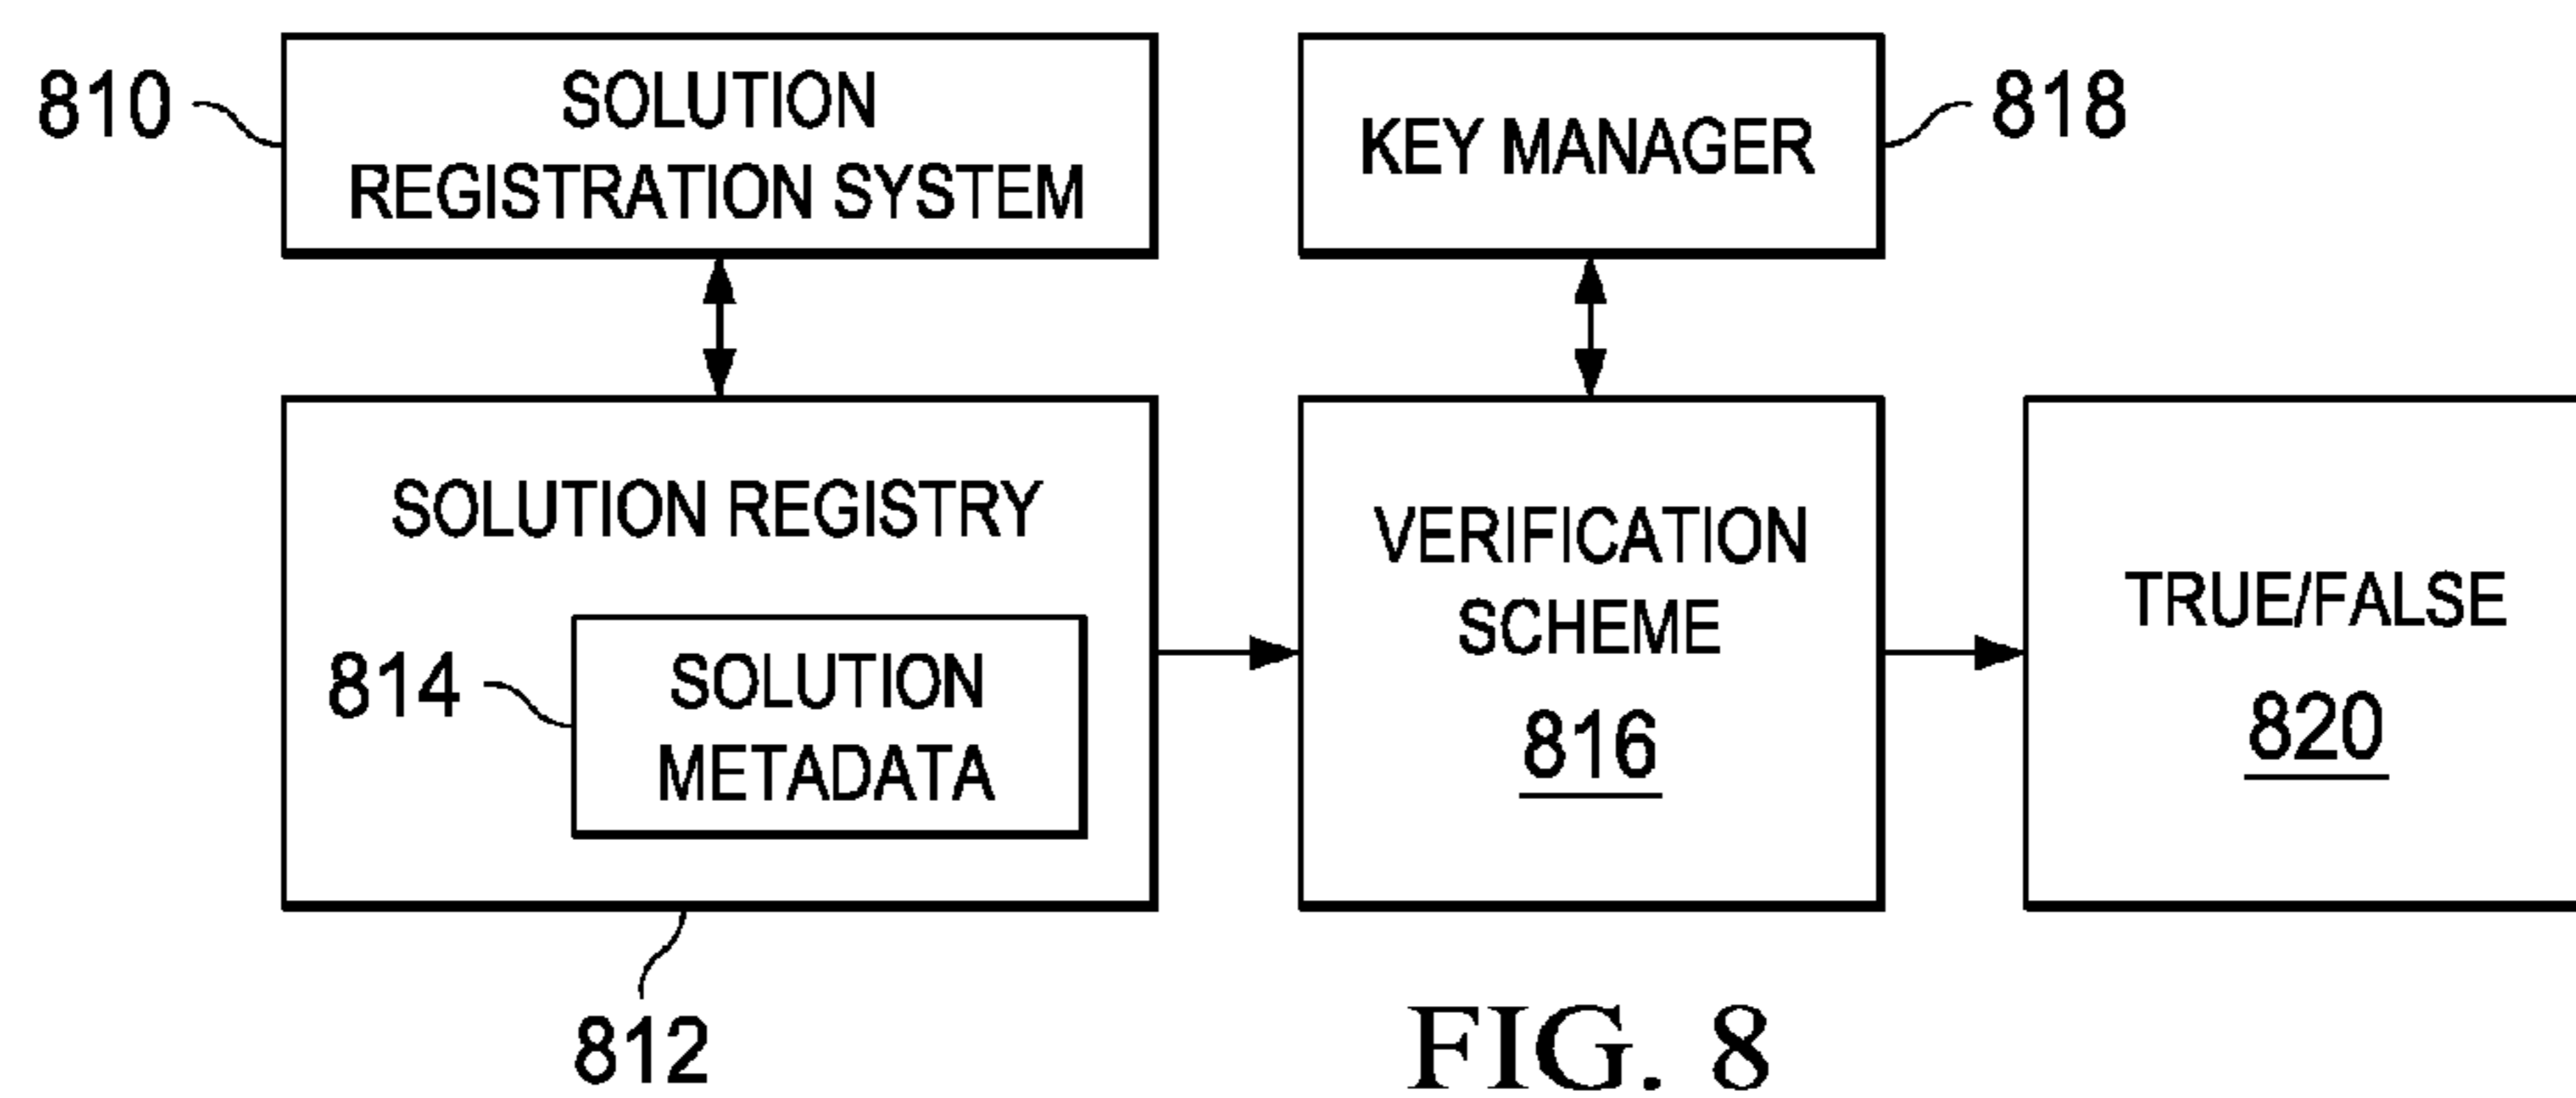 810
SOLUTION
REGISTRATION SYSTEM
KEY MANAGER
818
SOLUTION REGISTRY
814
SOLUTION
METADATA
812
VERIFICATION
SCHEME
816
TRUE/FALSE
820
FIG. 8